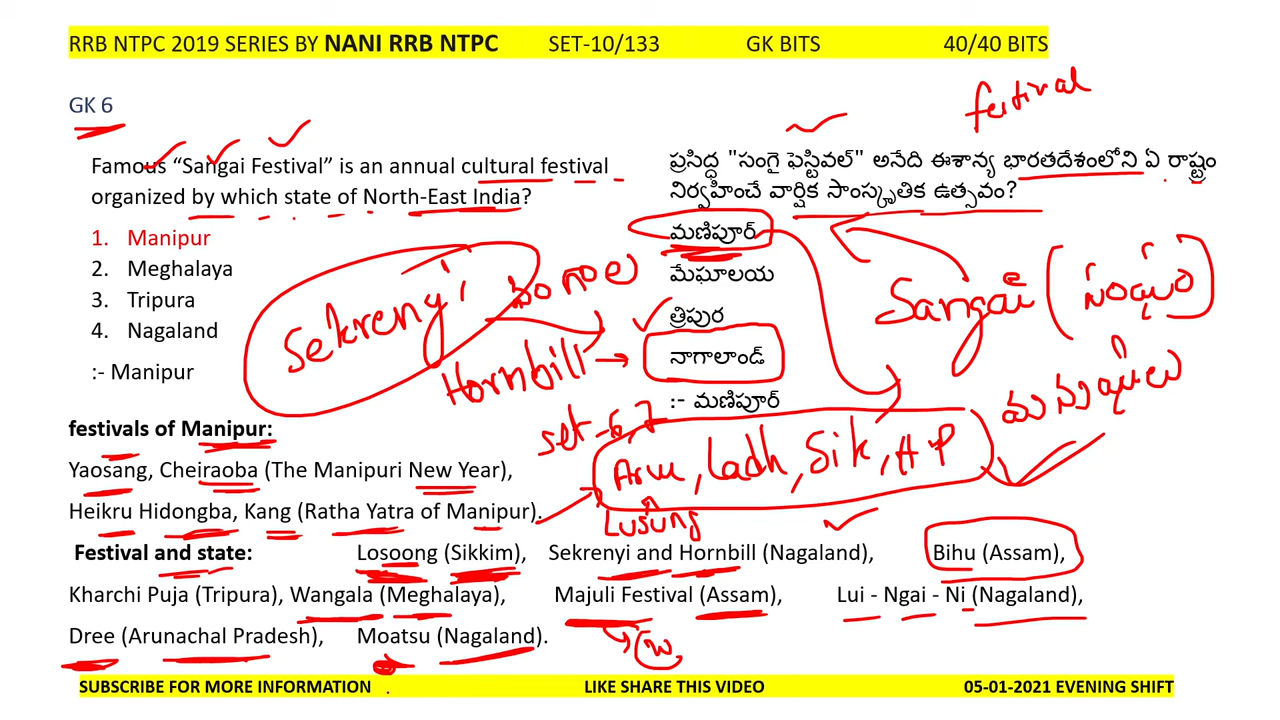 RRB NTPC 2019 SERIES BY NANI RRB NTPC SET-10/133 GK BITS 40/40 BITS
GK 6
festival
Famous “Sangai Festival” is an annual cultural festival
organized by which state of North-East India?
1. Manipur
2. Meghalaya
3. Tripura
4. Nagaland
:- Manipur
ప్రసిద్ధ "సంగై ఫెస్టివల్" అనేది ఈశాన్య భారతదేశంలోని ఏ రాష్ట్రం
నిర్వహించే వార్షిక సాంస్కృతిక ఉత్సవం?
మణిపూర్
మేఘాలయ
త్రిపుర
నాగాలాండ్
:- మణిపూర్
Sekrenyi
Hornbill
Sangai
set-6,7
Aru, Ladh, Sik, AP
Lusung
festivals of Manipur:
Yaosang, Cheiraoba (The Manipuri New Year),
Heikru Hidongba, Kang (Ratha Yatra of Manipur).
Festival and state: Losoong (Sikkim), Sekrenyi and Hornbill (Nagaland), Bihu (Assam),
Kharchi Puja (Tripura), Wangala (Meghalaya), Majuli Festival (Assam), Lui - Ngai - Ni (Nagaland),
Dree (Arunachal Pradesh), Moatsu (Nagaland).
SUBSCRIBE FOR MORE INFORMATION LIKE SHARE THIS VIDEO 05-01-2021 EVENING SHIFT